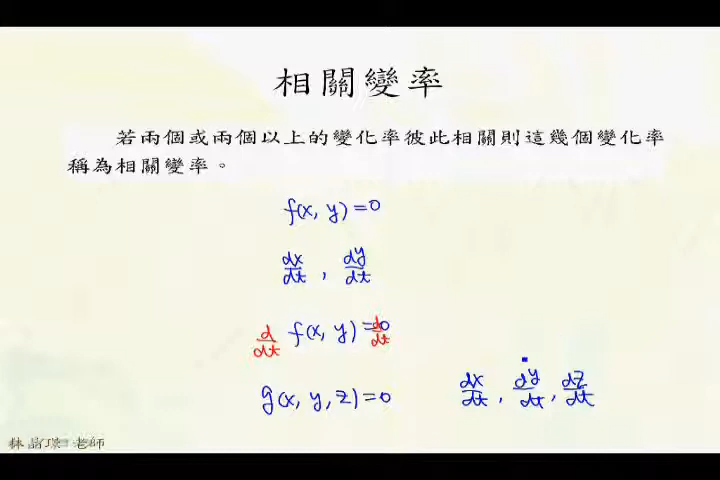 相關變率
若兩個或兩個以上的變化率彼此相關則這幾個變化率
稱為相關變率。
f(x, y)=0
dx/dt , dy/dt
d/dt f(x, y)=0 d/dt
g(x, y, z)=0 dx/dt , dy/dt , dz/dt
林晶璟 老師